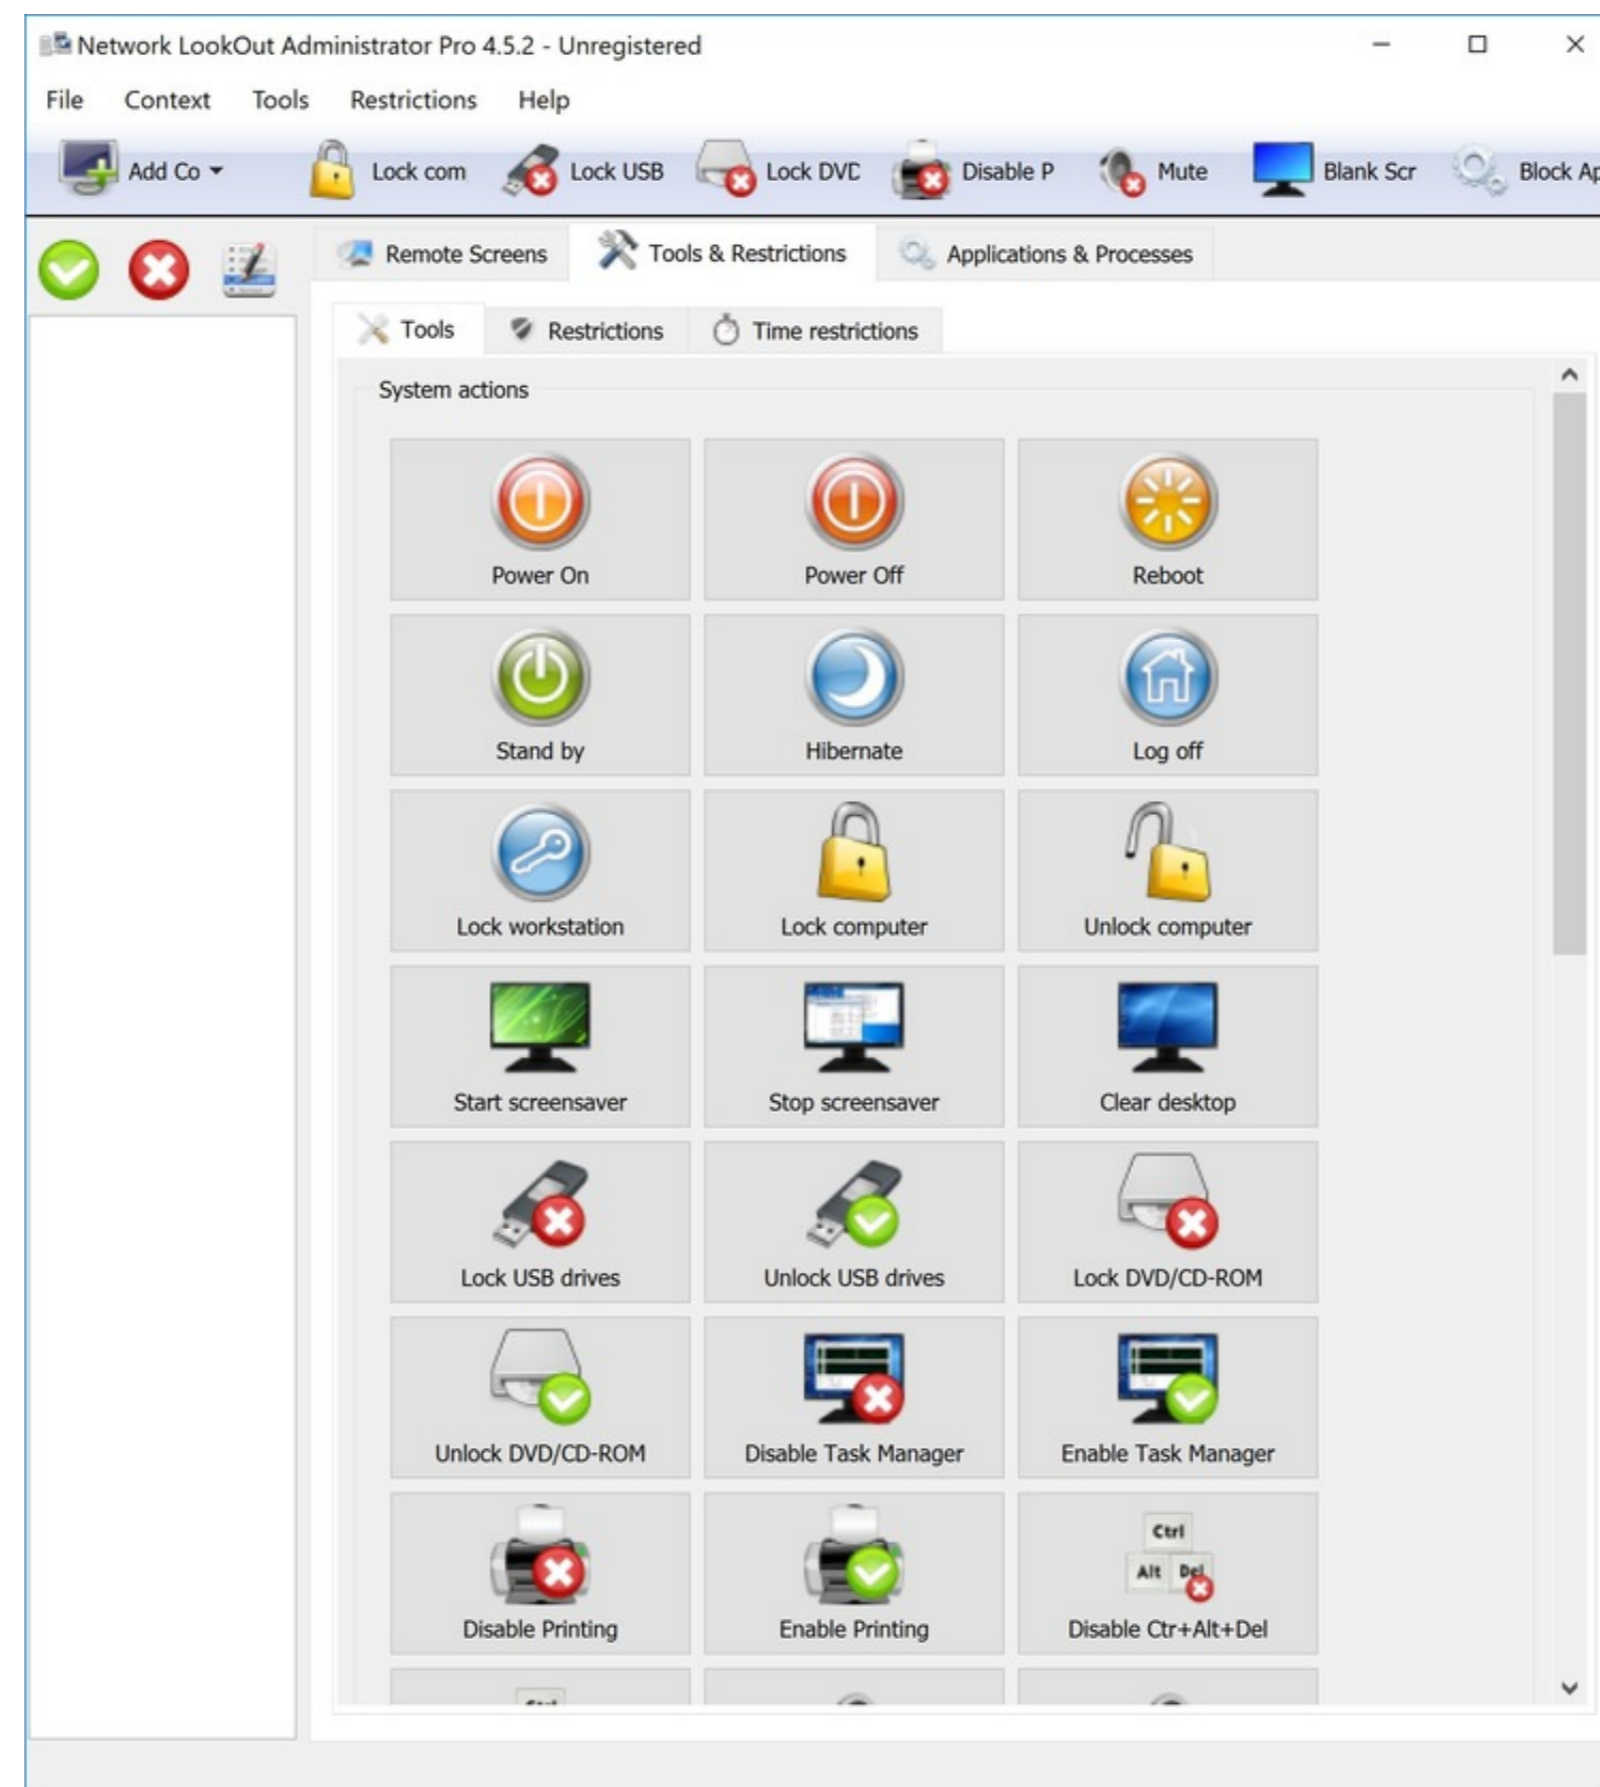 Network LookOut Administrator Pro 4.5.2 - Unregistered
File Context Tools Restrictions Help
Add Co Lock com Lock USB Lock DVD Disable P Mute Blank Scr Block Ap
Remote Screens Tools & Restrictions Applications & Processes
Tools Restrictions Time restrictions
System actions
Power On Power Off Reboot
Stand by Hibernate Log off
Lock workstation Lock computer Unlock computer
Start screensaver Stop screensaver Clear desktop
Lock USB drives Unlock USB drives Lock DVD/CD-ROM
Unlock DVD/CD-ROM Disable Task Manager Enable Task Manager
Ctrl
Alt Del
Disable Printing Enable Printing Disable Ctr+Alt+Del